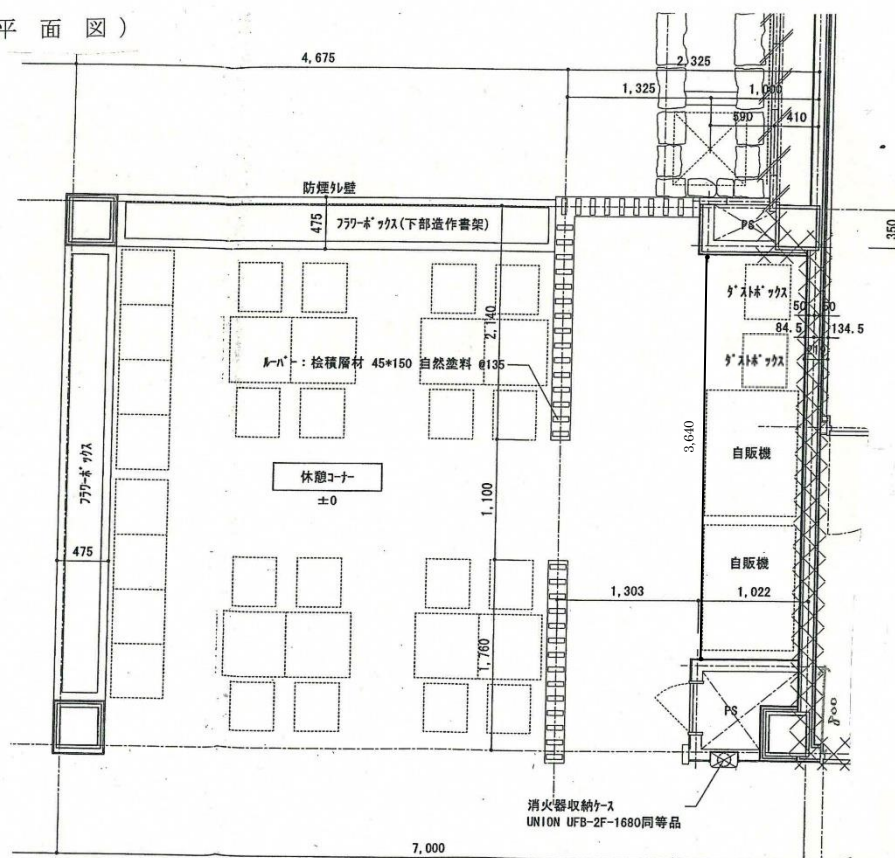 平 面 図 )
4,675
2,325
1,325
1,000
590
410
防煙タレ壁
475
フラワーボックス(下部造作書架)
PS
350
ダストボックス
50
50
84.5
134.5
210
2,140
ルーバー : 桧積層材 45*150 自然塗料 @135
ダストボックス
3,640
自販機
フラワーボックス
休憩コーナー
±0
1,100
475
自販機
1,303
1,022
1,760
PS
800
消火器収納ケース
UNION UFB-2F-1680同等品
7,000